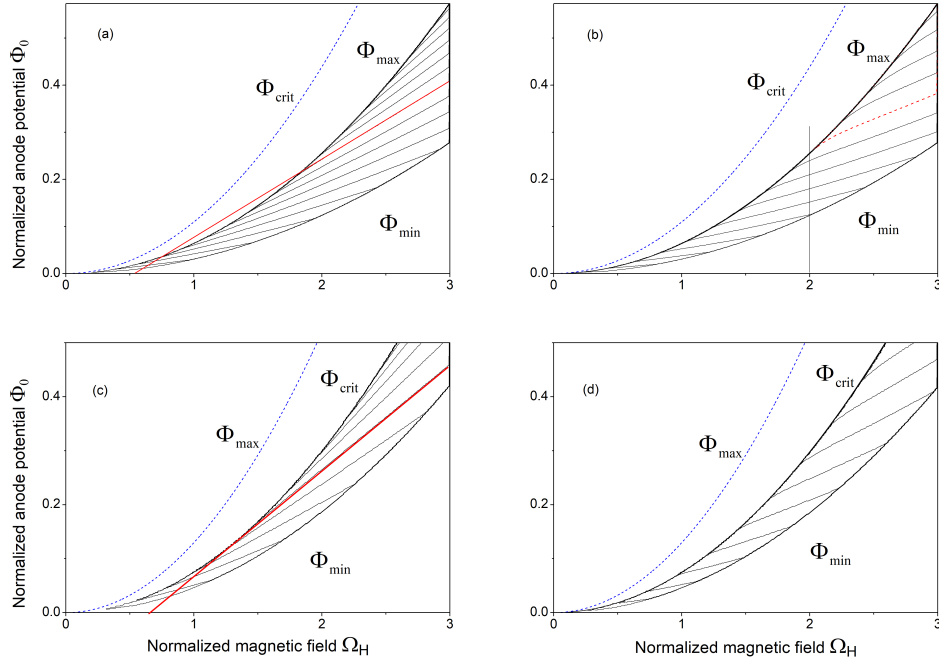 (a)
Φcrit
Φmax
Φmin
Normalized anode potential Φ0
0.4
0.2
0.0
0 1 2 3
(b)
Φcrit
Φmax
Φmin
0.4
0.2
0.0
0 1 2 3
(c)
Φmax
Φcrit
Φmin
Normalized anode potential Φ0
0.4
0.2
0.0
0 1 2 3
Normalized magnetic field ΩH
(d)
Φmax
Φcrit
Φmin
0.4
0.2
0.0
0 1 2 3
Normalized magnetic field ΩH